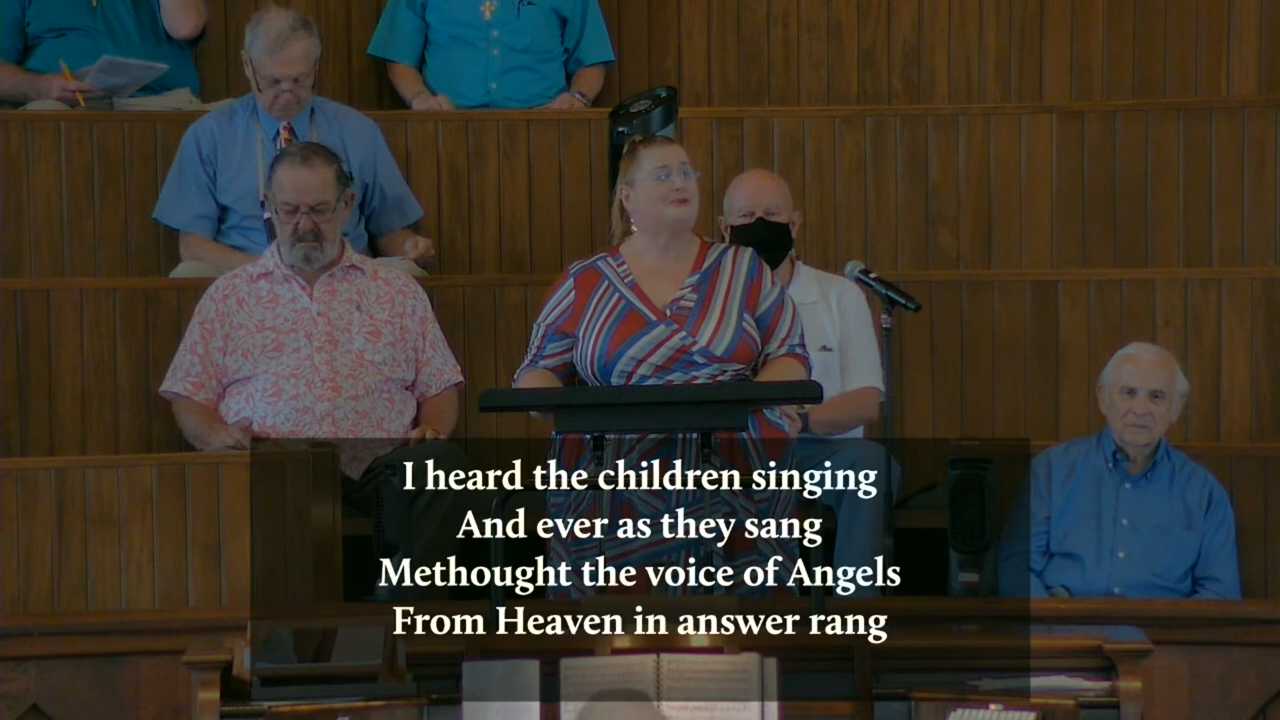 I heard the children singing
And ever as they sang
Methought the voice of Angels
From Heaven in answer rang